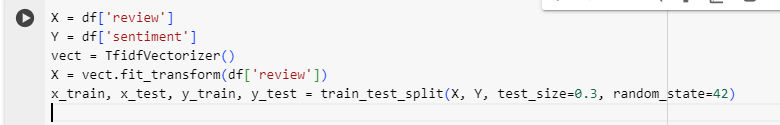 X = df['review']
Y = df['sentiment']
vect = TfidfVectorizer()
X = vect.fit_transform(df['review'])
x_train, x_test, y_train, y_test = train_test_split(X, Y, test_size=0.3, random_state=42)